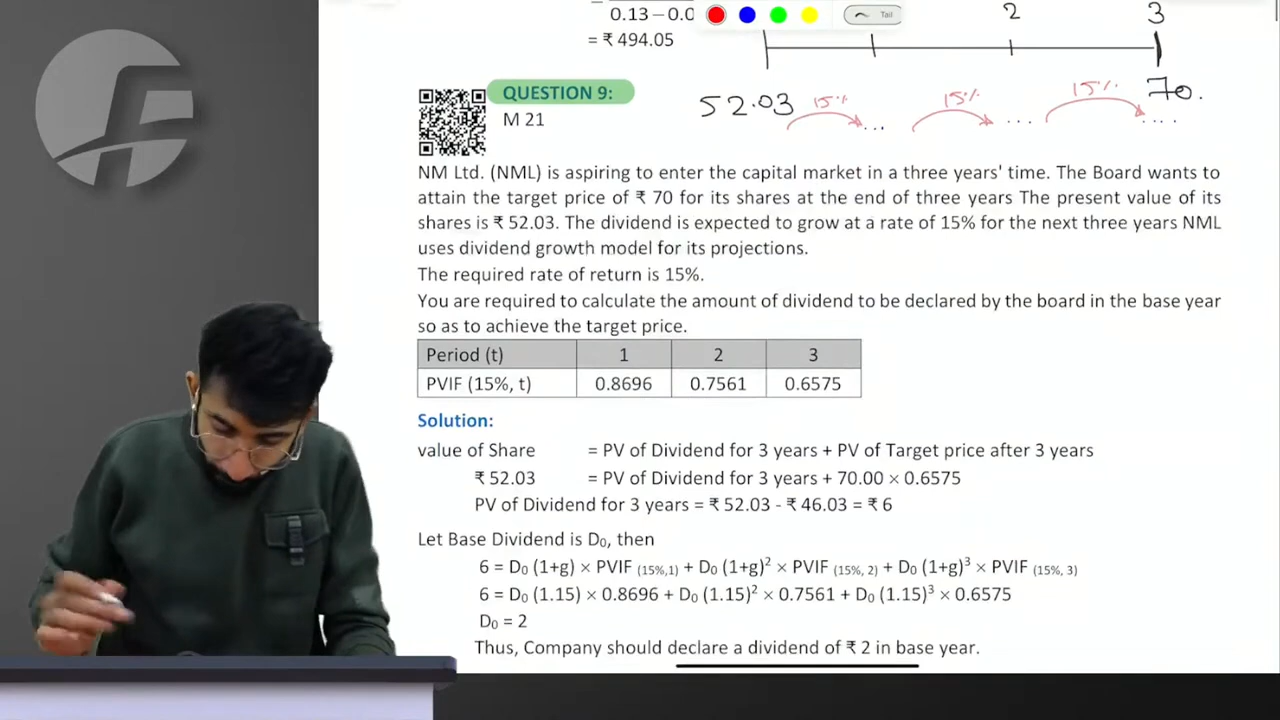 0.13 – 0.0
Tail
2
3
= ₹ 494.05
QUESTION 9:
M 21
52.03
15%
...
15%
...
15%
....
70.
NM Ltd. (NML) is aspiring to enter the capital market in a three years' time. The Board wants to
attain the target price of ₹ 70 for its shares at the end of three years The present value of its
shares is ₹ 52.03. The dividend is expected to grow at a rate of 15% for the next three years NML
uses dividend growth model for its projections.
The required rate of return is 15%.
You are required to calculate the amount of dividend to be declared by the board in the base year
so as to achieve the target price.
Period (t) 1 2 3
PVIF (15%, t) 0.8696 0.7561 0.6575
Solution:
value of Share = PV of Dividend for 3 years + PV of Target price after 3 years
₹ 52.03 = PV of Dividend for 3 years + 70.00 × 0.6575
PV of Dividend for 3 years = ₹ 52.03 - ₹ 46.03 = ₹ 6
Let Base Dividend is D₀, then
6 = D₀ (1+g) × PVIF (15%,1) + D₀ (1+g)² × PVIF (15%, 2) + D₀ (1+g)³ × PVIF (15%, 3)
6 = D₀ (1.15) × 0.8696 + D₀ (1.15)² × 0.7561 + D₀ (1.15)³ × 0.6575
D₀ = 2
Thus, Company should declare a dividend of ₹ 2 in base year.